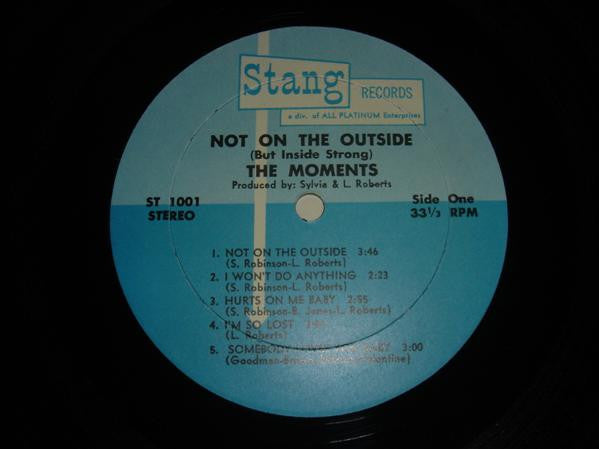 Stang
RECORDS
a div. of ALL PLATINUM Enterprises
NOT ON THE OUTSIDE
(But Inside Strong)
THE MOMENTS
Produced by: Sylvia & L. Roberts
ST 1001
STEREO
Side One
33⅓ RPM
1. NOT ON THE OUTSIDE 3:46
(S. Robinson-L. Roberts)
2. I WON'T DO ANYTHING 2:23
(S. Robinson-L. Roberts)
3. HURTS ON ME BABY 2:55
(S. Robinson-B. Jones-L. Roberts)
4. I'M SO LOST
(L. Roberts)
5. SOMEBODY BABY 3:00
(Goodman-